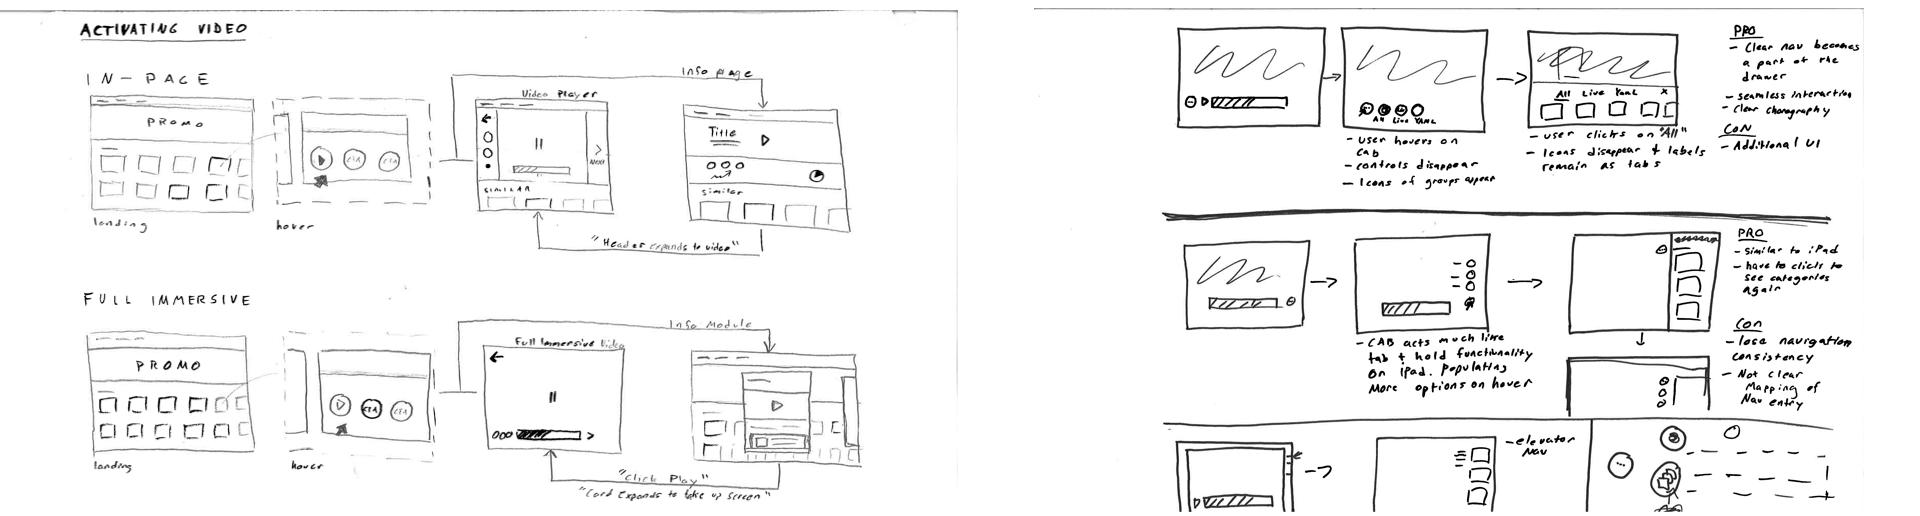 ACTIVATING VIDEO
IN-PAGE
PROMO
landing
hover
CTA
CTA
Video Player
NEXT
SIMILAR
Info page
Title
Similar
"Header expands to video"
FULL IMMERSIVE
PROMO
landing
hover
CTA
CTA
Full Immersive Video
Info Module
"Click Play"
"Card Expands to take up screen"
All Live YAML
- user hovers on
CAB
- controls disappear
- Icons of groups appear
All Live YamL x
- user clicks on "All"
- Icons disappear & labels
remain as tabs
PRO
- Clear nav becomes
a part of the
drawer
- seamless interaction
- Clear chorography
CON
- Additional UI
- CAB acts much like
tab & hold functionality
on ipad. populating
more options on hover
PRO
- similar to iPad
- have to click to
see categories
again
CON
- lose navigation
consistency
- Not clear
Mapping of
Nav entry
- elevator
Nav